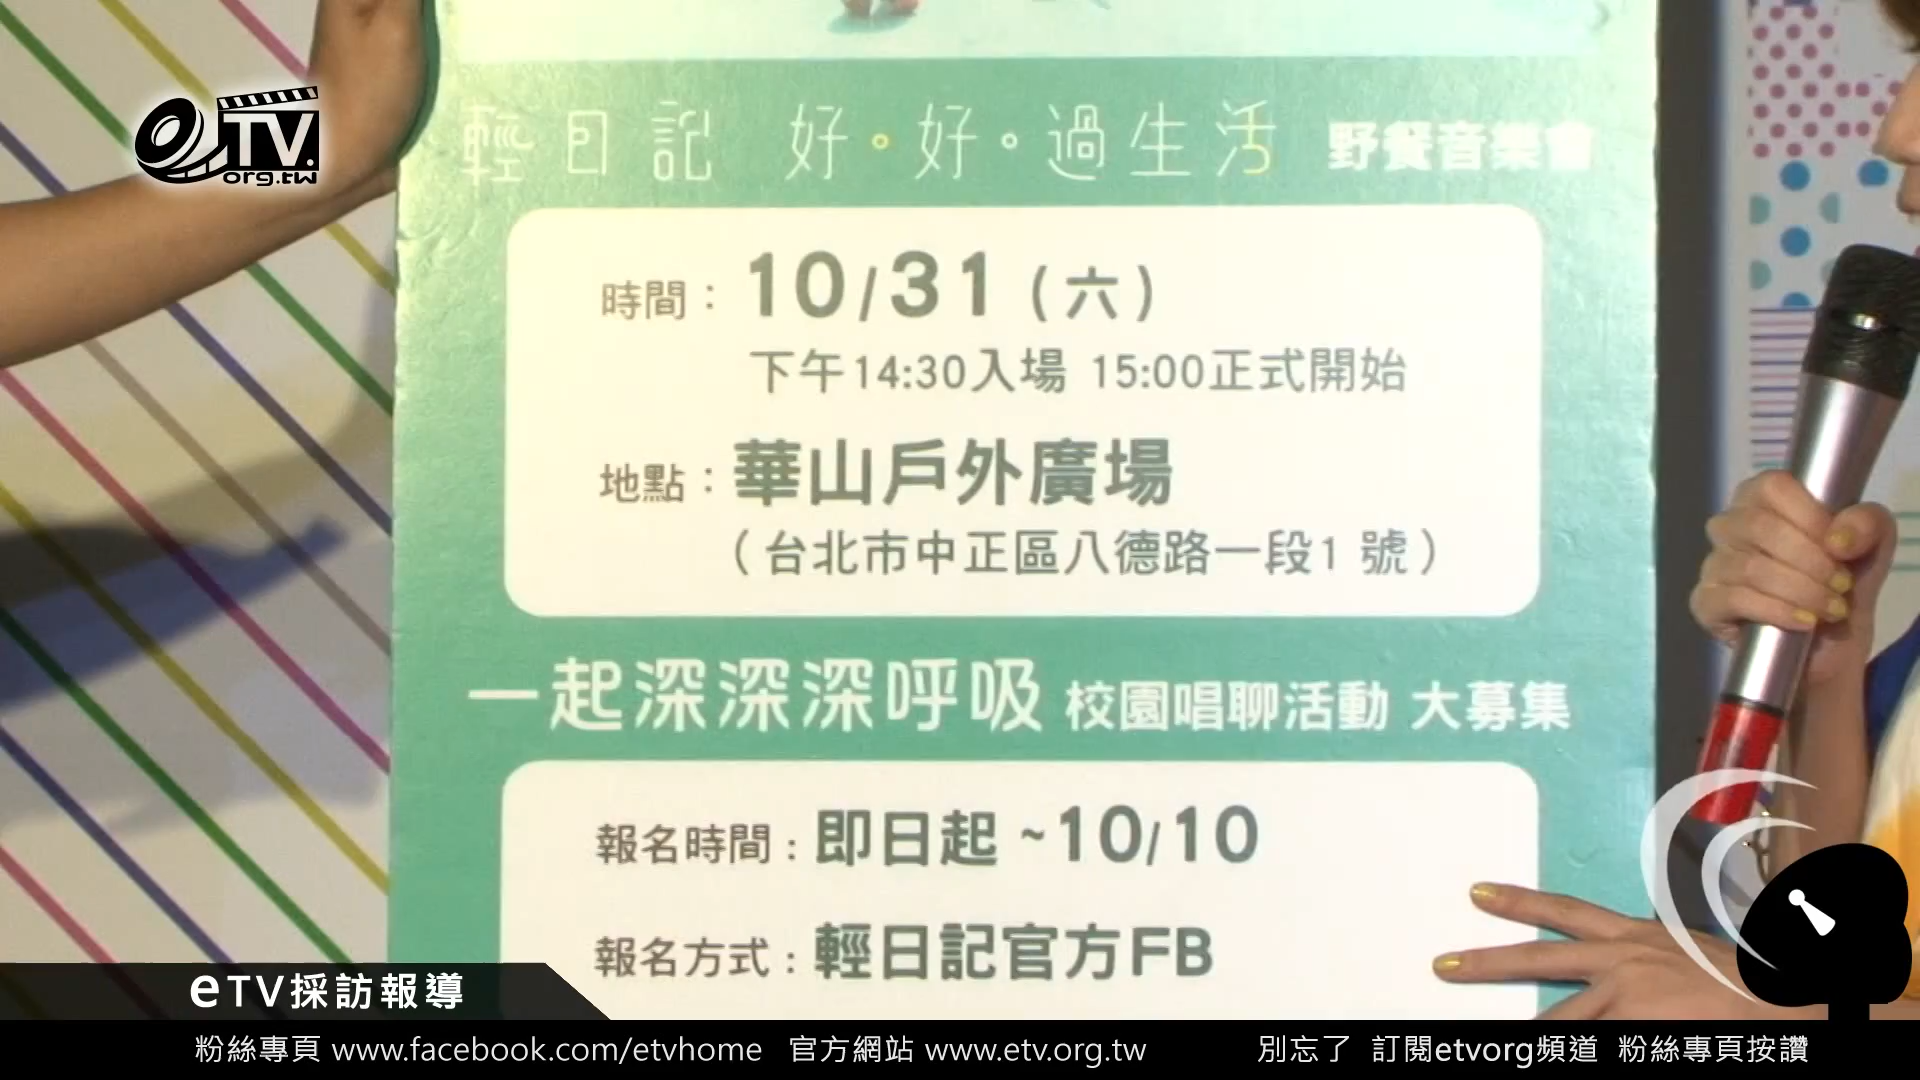 eTV.
org.tw
輕日記 好。好。過生活 野餐音樂會
時間： 10/31（六）
下午14:30入場 15:00正式開始
地點：華山戶外廣場
（台北市中正區八德路一段1 號）
一起深深深呼吸 校園唱聊活動 大募集
報名時間：即日起 ~10/10
報名方式：輕日記官方FB
eTV採訪報導
粉絲專頁 www.facebook.com/etvhome 官方網站 www.etv.org.tw 別忘了 訂閱etvorg頻道 粉絲專頁按讚